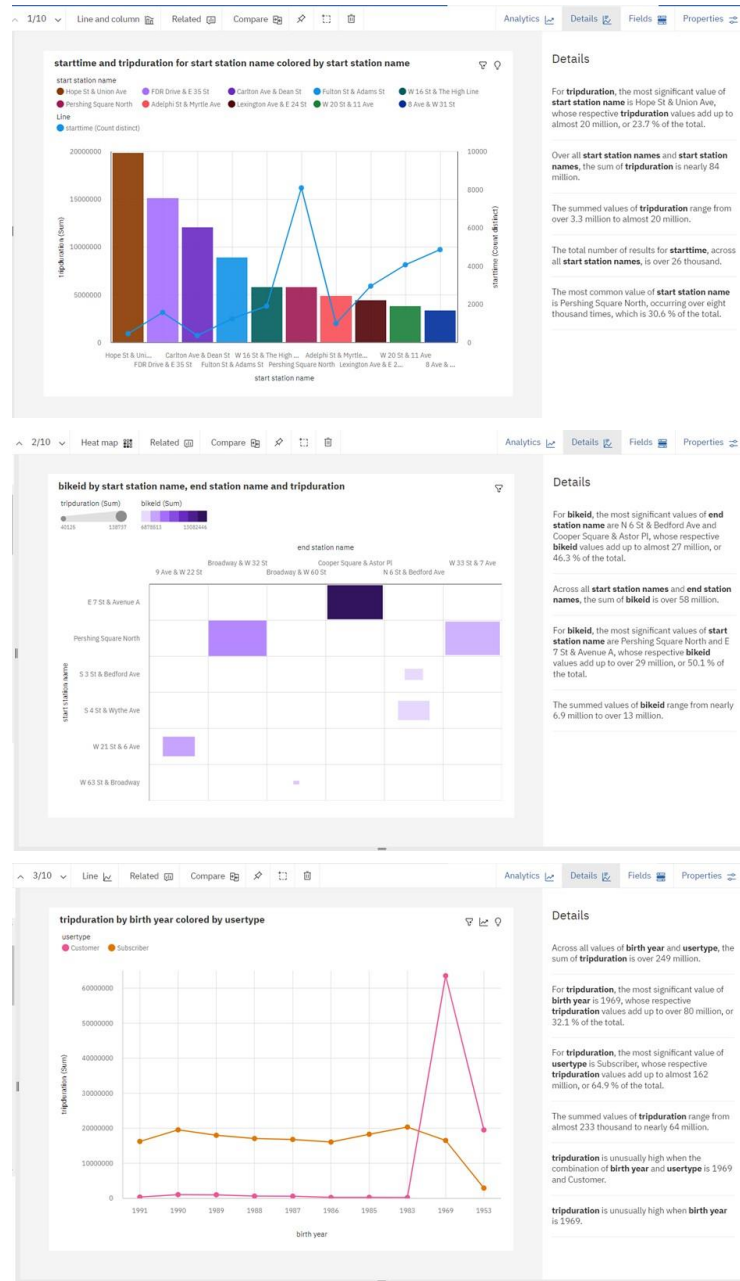 1/10 Line and column Related Compare Analytics Details Fields Properties
starttime and tripduration for start station name colored by start station name
start station name
Hope St & Union Ave FDR Drive & E 35 St Carlton Ave & Dean St Fulton St & Adams St W 16 St & The High Line
Pershing Square North Adelphi St & Myrtle Ave Lexington Ave & E 24 St W 20 St & 11 Ave 8 Ave & W 31 St
Line
starttime (Count distinct)
20000000
15000000
10000000
5000000
0
tripduration (Sum)
10000
8000
6000
4000
2000
0
starttime (Count distinct)
Hope St & Uni... Carlton Ave & Dean St W 16 St & The High ... Adelphi St & Myrtle... W 20 St & 11 Ave
FDR Drive & E 35 St Fulton St & Adams St Pershing Square North Lexington Ave & E 2... 8 Ave & ...
start station name
Details
For tripduration, the most significant value of
start station name is Hope St & Union Ave,
whose respective tripduration values add up to
almost 20 million, or 23.7 % of the total.
Over all start station names and start station
names, the sum of tripduration is nearly 84
million.
The summed values of tripduration range from
over 3.3 million to almost 20 million.
The total number of results for starttime, across
all start station names, is over 26 thousand.
The most common value of start station name
is Pershing Square North, occurring over eight
thousand times, which is 30.6 % of the total.
2/10 Heat map Related Compare Analytics Details Fields Properties
bikeid by start station name, end station name and tripduration
tripduration (Sum) bikeid (Sum)
40126 138737 6878813 13082446
end station name
Broadway & W 32 St Cooper Square & Astor Pl W 33 St & 7 Ave
9 Ave & W 22 St Broadway & W 60 St N 6 St & Bedford Ave
E 7 St & Avenue A
Pershing Square North
S 3 St & Bedford Ave
S 4 St & Wythe Ave
W 21 St & 6 Ave
W 63 St & Broadway
start station name
Details
For bikeid, the most significant values of end
station name are N 6 St & Bedford Ave and
Cooper Square & Astor Pl, whose respective
bikeid values add up to almost 27 million, or
46.3 % of the total.
Across all start station names and end station
names, the sum of bikeid is over 58 million.
For bikeid, the most significant values of start
station name are Pershing Square North and E
7 St & Avenue A, whose respective bikeid
values add up to over 29 million, or 50.1 % of
the total.
The summed values of bikeid range from nearly
6.9 million to over 13 million.
3/10 Line Related Compare Analytics Details Fields Properties
tripduration by birth year colored by usertype
usertype
Customer Subscriber
60000000
50000000
40000000
30000000
20000000
10000000
0
tripduration (Sum)
1991 1990 1989 1988 1987 1986 1985 1983 1969 1953
birth year
Details
Across all values of birth year and usertype, the
sum of tripduration is over 249 million.
For tripduration, the most significant value of
birth year is 1969, whose respective
tripduration values add up to over 80 million, or
32.1 % of the total.
For tripduration, the most significant value of
usertype is Subscriber, whose respective
tripduration values add up to almost 162
million, or 64.9 % of the total.
The summed values of tripduration range from
almost 233 thousand to nearly 64 million.
tripduration is unusually high when the
combination of birth year and usertype is 1969
and Customer.
tripduration is unusually high when birth year
is 1969.